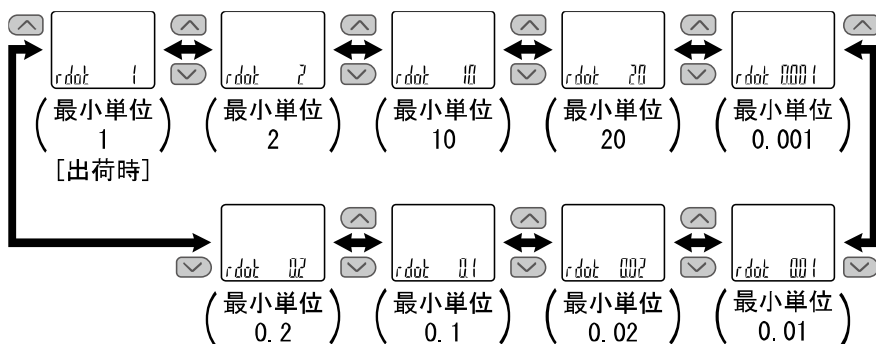 rdot 1
rdot 2
rdot 10
rdot 20
rdot 0.001
(最小単位 1)
(最小単位 2)
(最小単位 10)
(最小単位 20)
(最小単位 0.001)
[出荷時]
rdot 0.2
rdot 0.1
rdot 0.02
rdot 0.01
(最小単位 0.2)
(最小単位 0.1)
(最小単位 0.02)
(最小単位 0.01)